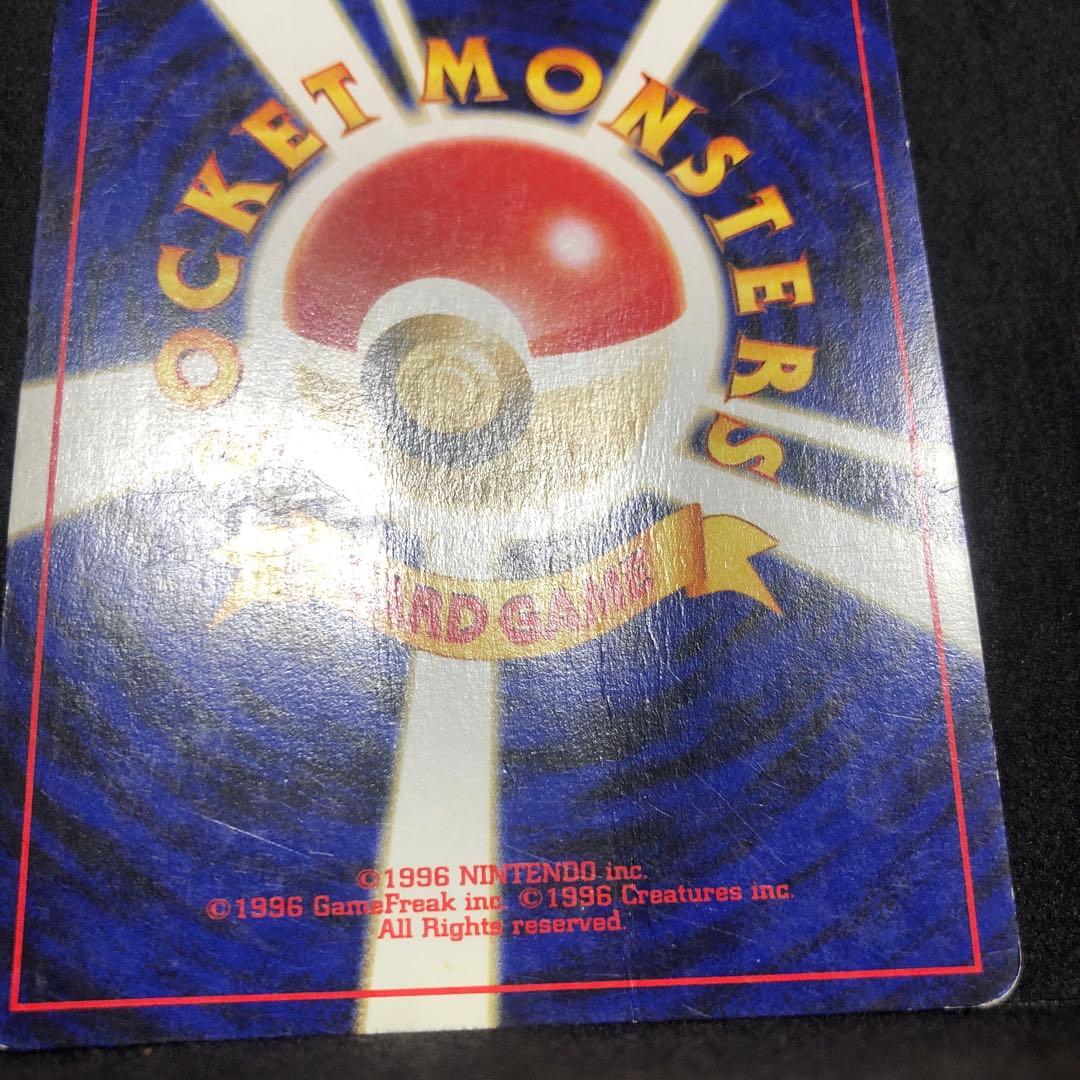 OCKET MONSTERS
ARD GAME
©1996 NINTENDO inc.
©1996 GameFreak inc. ©1996 Creatures inc.
All Rights reserved.